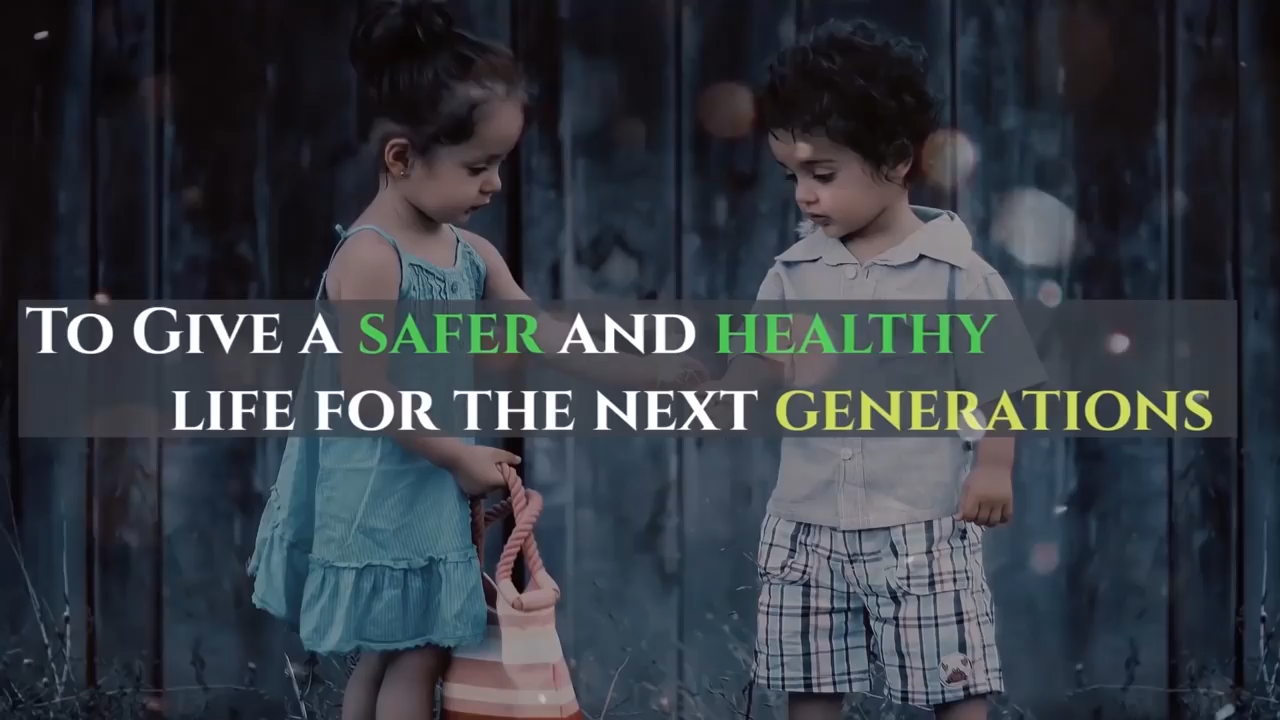 To Give a safer and healthy
life for the next generations